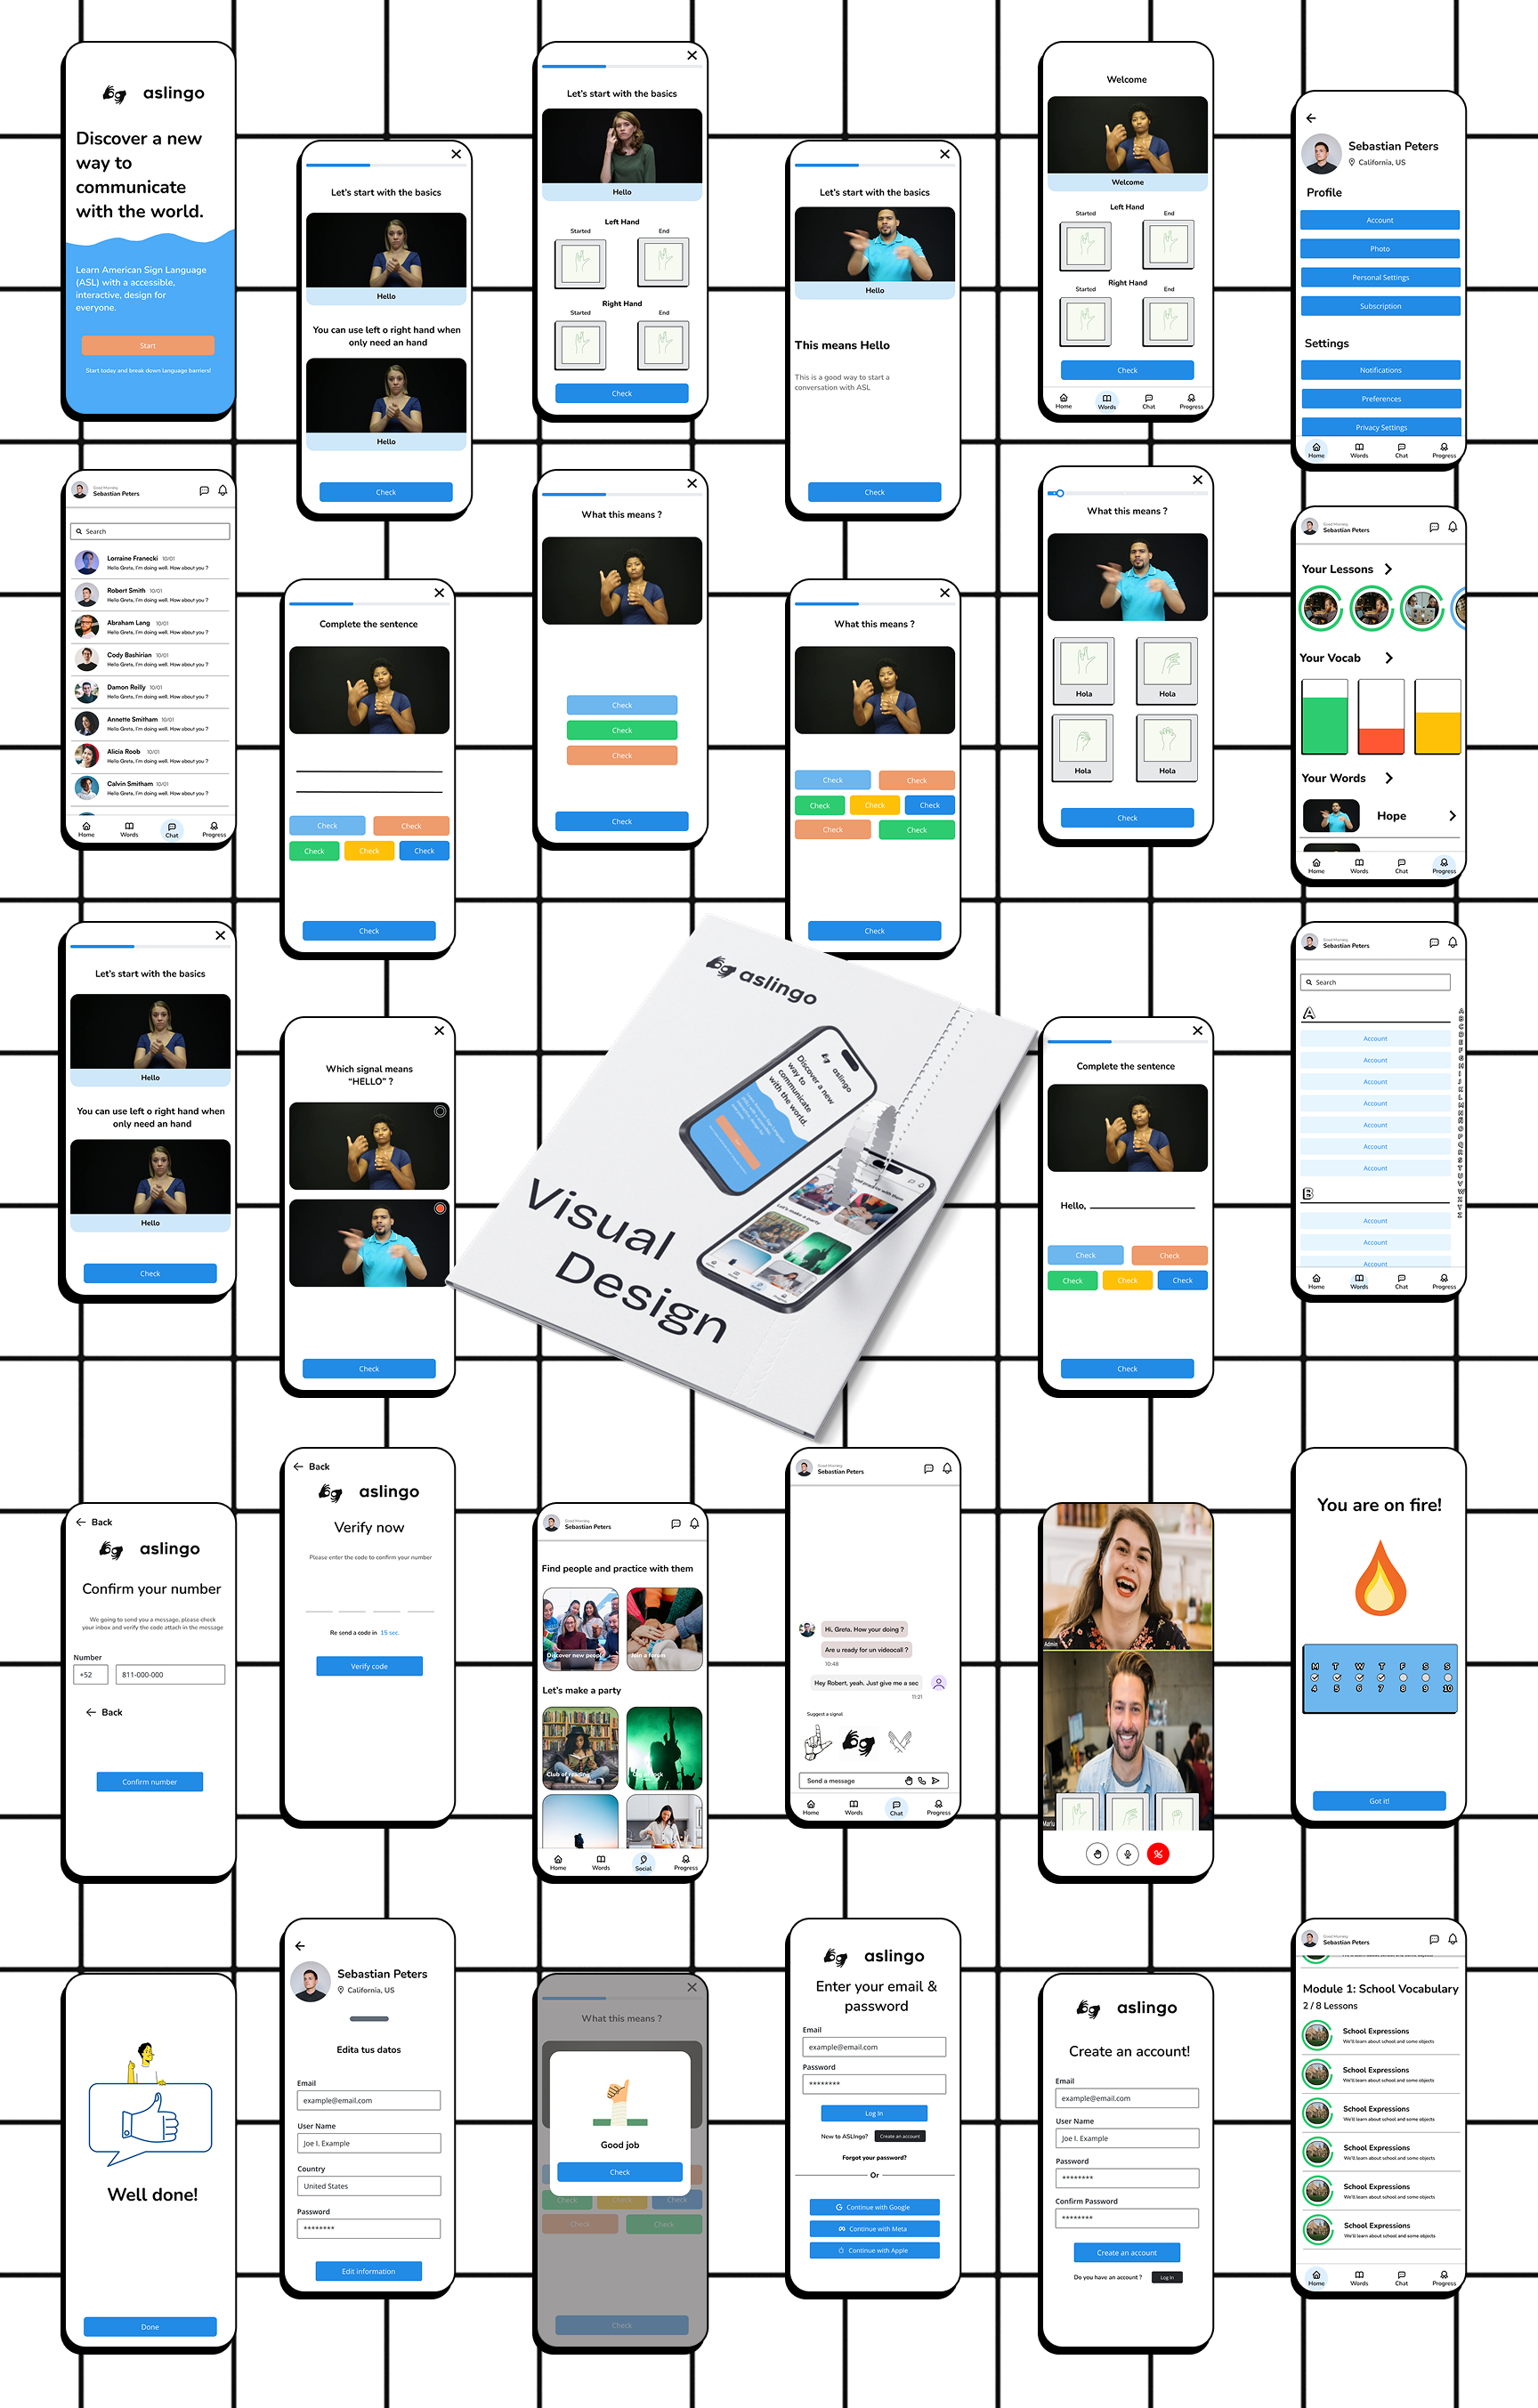 aslingo
Discover a new
way to
communicate
with the world.
Learn American Sign Language
(ASL) with a accessible,
interactive, design for
everyone.
Start
Start today and break down language barriers!
Let's start with the basics
Hello
You can use left o right hand when
only need an hand
Hello
Check
Let's start with the basics
Hello
Left Hand
Started End
Right Hand
Started End
Check
Let's start with the basics
Hello
This means Hello
This is a good way to start a
conversation with ASL
Check
Welcome
Welcome
Left Hand
Started End
Right Hand
Started End
Check
Home Words Chat Progress
Sebastian Peters
California, US
Profile
Account
Photo
Personal Settings
Subscription
Settings
Notifications
Preferences
Privacy Settings
Home Words Chat Progress
Good Morning
Sebastian Peters
Search
Lorraine Franecki 10/01
Hello Greta, I'm doing well. How about you ?
Robert Smith 10/01
Hello Greta, I'm doing well. How about you ?
Abraham Lang 10/01
Hello Greta, I'm doing well. How about you ?
Cody Bashirian 10/01
Hello Greta, I'm doing well. How about you ?
Damon Reilly 10/01
Hello Greta, I'm doing well. How about you ?
Annette Smitham 10/01
Hello Greta, I'm doing well. How about you ?
Alicia Roob 10/01
Hello Greta, I'm doing well. How about you ?
Calvin Smitham 10/01
Hello Greta, I'm doing well. How about you ?
Home Words Chat Progress
Complete the sentence
Check Check
Check Check Check
Check
What this means ?
Check
Check
Check
Check
What this means ?
Check Check
Check Check Check
Check Check
Check
What this means ?
Hola Hola
Hola Hola
Check
Good Morning
Sebastian Peters
Your Lessons
Your Vocab
Your Words
Hope
Home Words Chat Progress
Let's start with the basics
Hello
You can use left o right hand when
only need an hand
Hello
Check
Which signal means
"HELLO" ?
Check
aslingo
aslingo
Discover a new
way to
communicate
with the world.
Let's make a party
Visual
Design
Complete the sentence
Hello,
Check Check
Check Check Check
Check
Good Morning
Sebastian Peters
Search
A
Account
Account
Account
Account
Account
Account
Account
B
Account
Account
Account
A
B
C
D
E
F
G
H
I
J
K
L
M
N
Ñ
O
P
Q
R
S
T
U
V
W
X
Y
Z
Home Words Chat Progress
Back
aslingo
Confirm your number
We going to send you a message, please check
your inbox and verify the code attach in the message
Number
+52 811-000-000
Back
Confirm number
Back
aslingo
Verify now
Please enter the code to confirm your number
Re send a code in 15 sec.
Verify code
Good Morning
Sebastian Peters
Find people and practice with them
Discover new people Join a forum
Let's make a party
Club of reading
Home Words Social Progress
Good Morning
Sebastian Peters
Hi, Greta. How your doing ?
Are u ready for un videocall ?
10:48
Hey Robert, yeah. Just give me a sec
11:21
Suggest a signal
Send a message
Home Words Chat Progress
Admin
Mariu
You are on fire!
M T W T F S S
4 5 6 7 8 9 10
Got it!
Well done!
Done
Sebastian Peters
California, US
Edita tus datos
Email
example@email.com
User Name
Joe I. Example
Country
United States
Password
********
Edit information
What this means ?
Good job
Check
Check Check Check
Check Check
Check
aslingo
Enter your email &
password
Email
example@email.com
Password
********
Log In
New to ASLingo? Create an account
Forgot your password?
Or
Continue with Google
Continue with Meta
Continue with Apple
aslingo
Create an account!
Email
example@email.com
User Name
Joe I. Example
Password
********
Confirm Password
********
Create an account
Do you have an account ? Log In
Good Morning
Sebastian Peters
Module 1: School Vocabulary
2 / 8 Lessons
School Expressions
We'll learn about school and some objects
School Expressions
We'll learn about school and some objects
School Expressions
We'll learn about school and some objects
School Expressions
We'll learn about school and some objects
School Expressions
We'll learn about school and some objects
School Expressions
We'll learn about school and some objects
Home Words Chat Progress